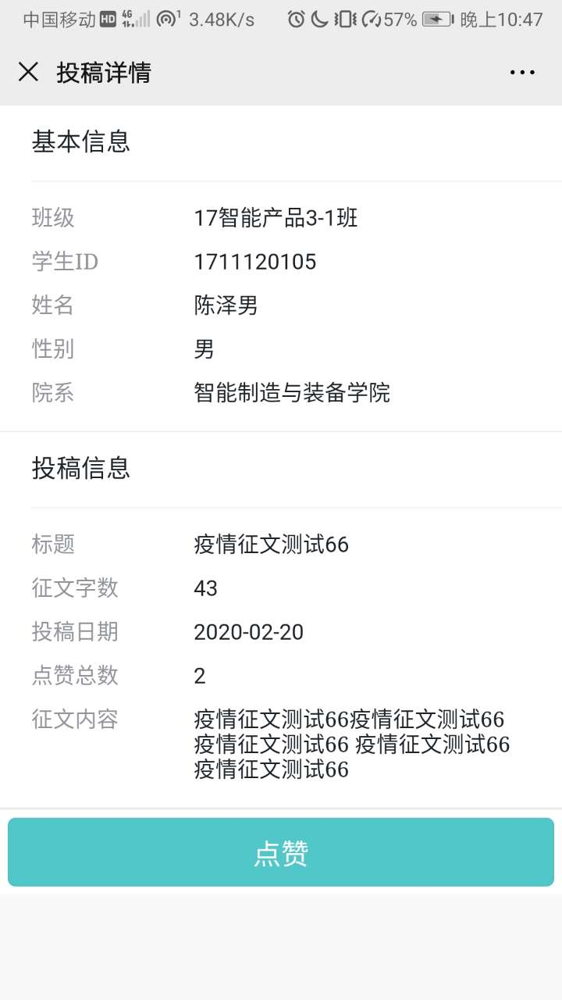 中国移动 HD 4G 1 3.48K/s 57% 晚上10:47
投稿详情
基本信息
班级 17智能产品3-1班
学生ID 1711120105
姓名 陈泽男
性别 男
院系 智能制造与装备学院
投稿信息
标题 疫情征文测试66
征文字数 43
投稿日期 2020-02-20
点赞总数 2
征文内容 疫情征文测试66疫情征文测试66
疫情征文测试66 疫情征文测试66
疫情征文测试66
点赞